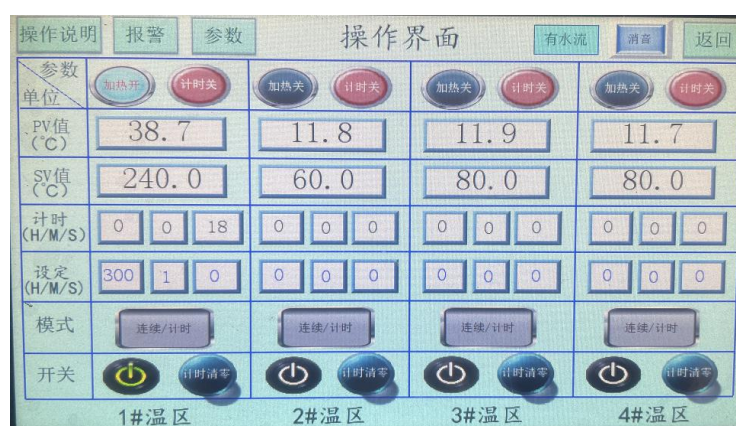 操作说明 报警 参数 操作界面 有水流 消音 返回
参数
单位
加热开 计时关 加热关 计时关 加热关 计时关 加热关 计时关
PV值
(℃)
38.7 11.8 11.9 11.7
SV值
(℃)
240.0 60.0 80.0 80.0
计时
(H/M/S)
0 0 18 0 0 0 0 0 0 0 0 0
设定
(H/M/S)
300 1 0 0 0 0 0 0 0 0 0 0
模式 连续/计时 连续/计时 连续/计时 连续/计时
开关 计时清零 计时清零 计时清零 计时清零
1#温区 2#温区 3#温区 4#温区